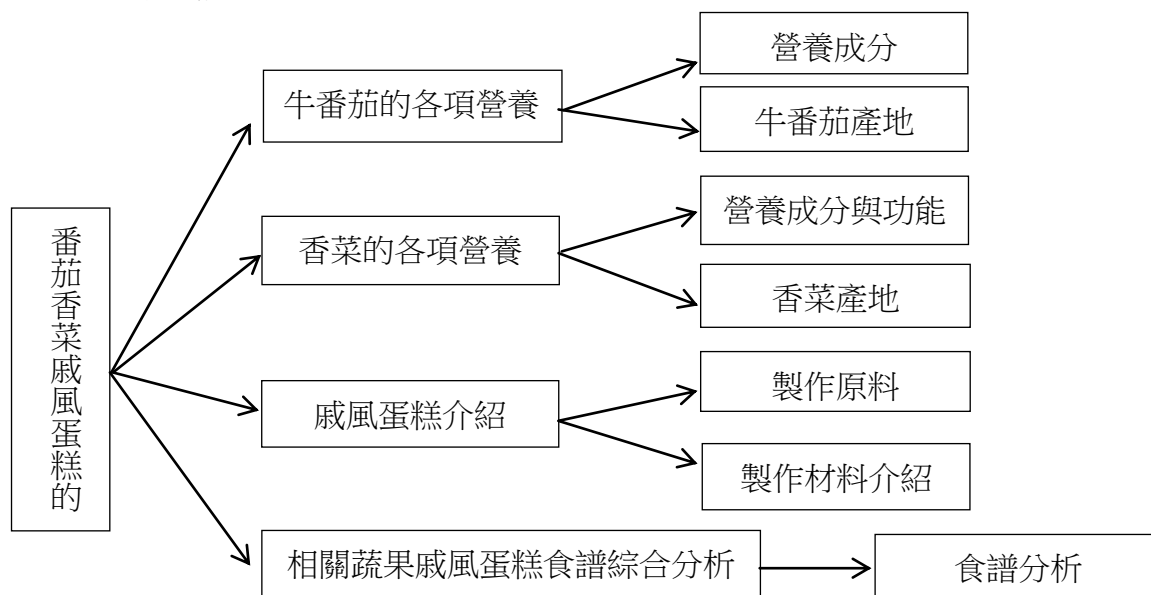 番茄香菜戚風蛋糕的
牛番茄的各項營養
營養成分
牛番茄產地
香菜的各項營養
營養成分與功能
香菜產地
戚風蛋糕介紹
製作原料
製作材料介紹
相關蔬果戚風蛋糕食譜綜合分析
食譜分析